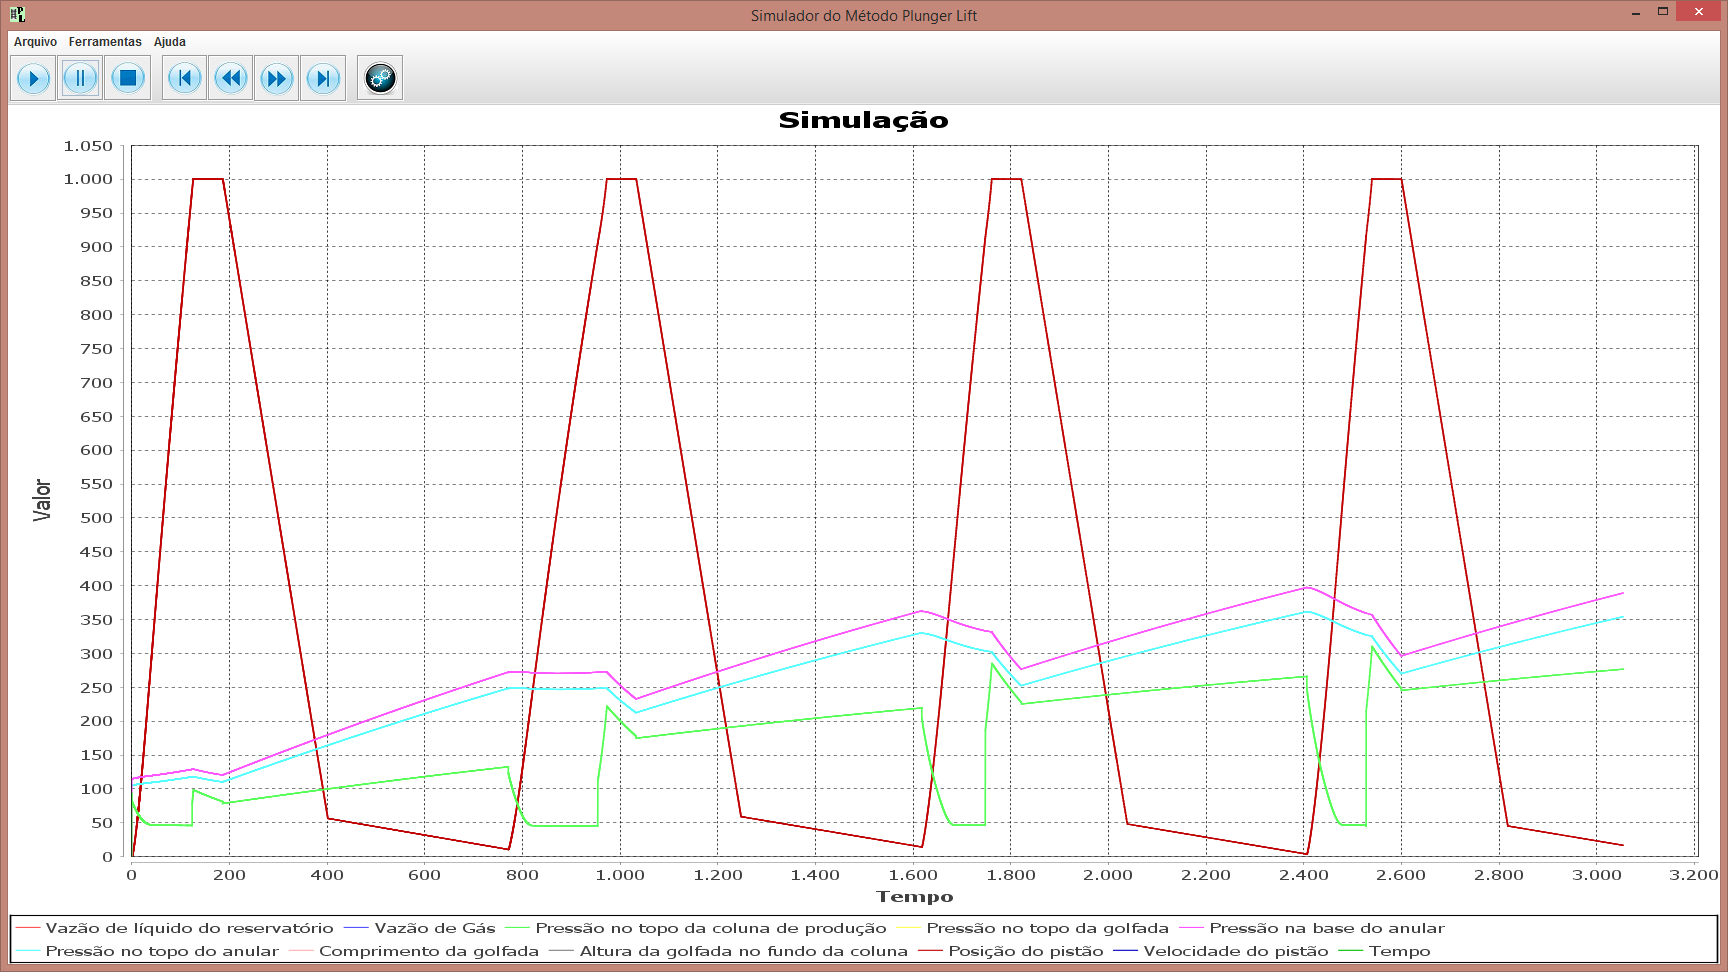 Simulador do Método Plunger Lift
Arquivo Ferramentas Ajuda
Simulação
1.050
1.000
950
900
850
800
750
700
650
600
550
500
450
400
350
300
250
200
150
100
50
0
Valor
0 200 400 600 800 1.000 1.200 1.400 1.600 1.800 2.000 2.200 2.400 2.600 2.800 3.000 3.200
Tempo
Vazão de líquido do reservatório Vazão de Gás Pressão no topo da coluna de produção Pressão no topo da golfada Pressão na base do anular
Pressão no topo do anular Comprimento da golfada Altura da golfada no fundo da coluna Posição do pistão Velocidade do pistão Tempo